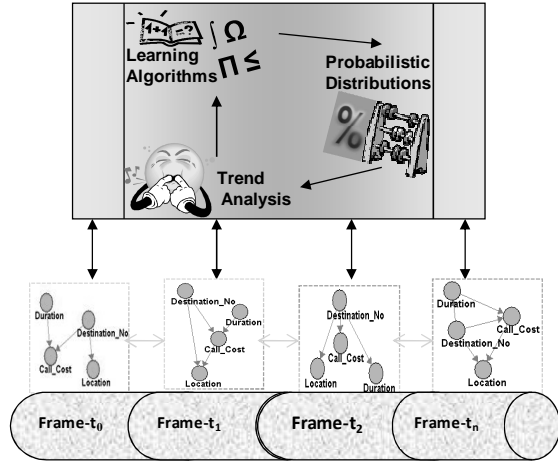 1+1 =?
∫ Ω
Π ≤
Learning
Algorithms
Probabilistic
Distributions
%
Trend
Analysis
Duration
Destination_No
Call_Cost
Location
Destination_No
Duration
Call_Cost
Location
Destination_No
Call_Cost
Location
Duration
Duration
Call_Cost
Destination_No
Location
Frame-t0
Frame-t1
Frame-t2
Frame-tn